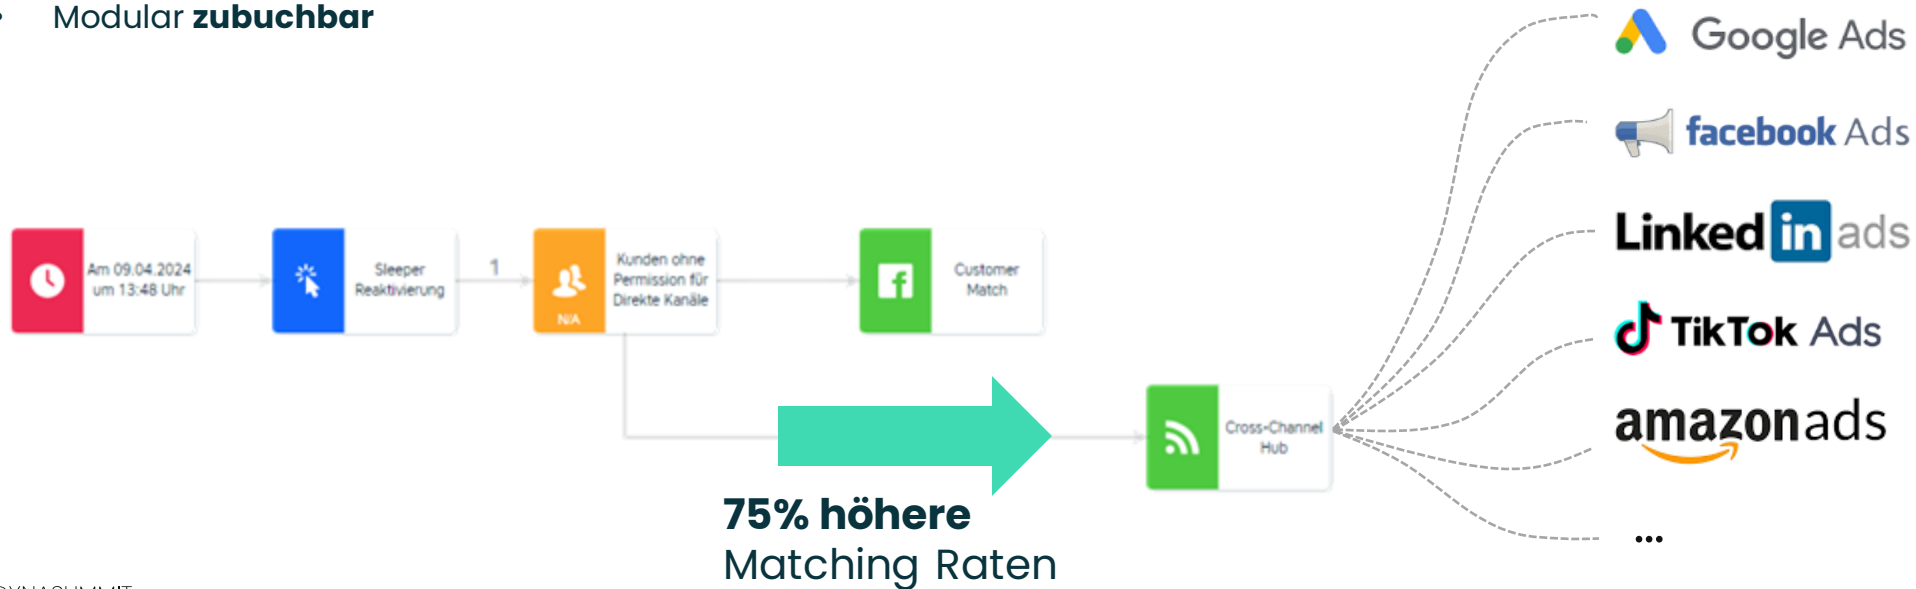 • Modular zubuchbar
Google Ads
facebook Ads
Linked in ads
TikTok Ads
amazon ads
...
Am 09.04.2024
um 13:48 Uhr
Sleeper
Reaktivierung
1
N/A
Kunden ohne
Permission für
Direkte Kanäle
f
Customer
Match
Cross-Channel
Hub
75% höhere
Matching Raten